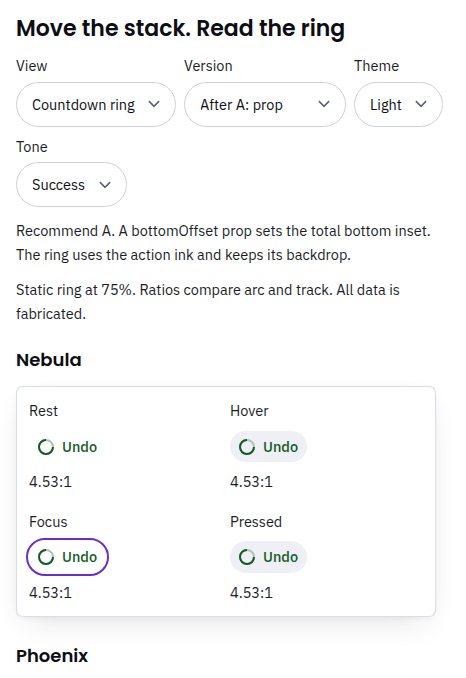 Move the stack. Read the ring
View Version Theme
Countdown ring After A: prop Light
Tone
Success
Recommend A. A bottomOffset prop sets the total bottom inset.
The ring uses the action ink and keeps its backdrop.
Static ring at 75%. Ratios compare arc and track. All data is
fabricated.
Nebula
Rest Hover
Undo Undo
4.53:1 4.53:1
Focus Pressed
Undo Undo
4.53:1 4.53:1
Phoenix